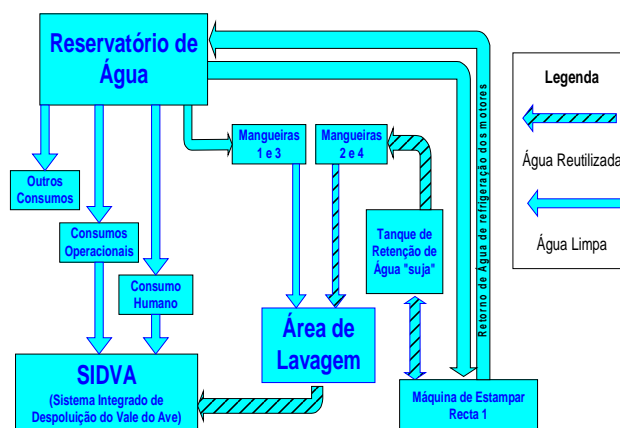 Reservatório de
Água
Mangueiras
1 e 3
Mangueiras
2 e 4
Outros
Consumos
Consumos
Operacionais
Consumo
Humano
Tanque de
Retenção de
Água "suja"
Retorno de Água de refrigeração dos motores
Área de
Lavagem
SIDVA
(Sistema Integrado de
Despoluição do Vale do Ave)
Máquina de Estampar
Recta 1
Legenda
Água Reutilizada
Água Limpa